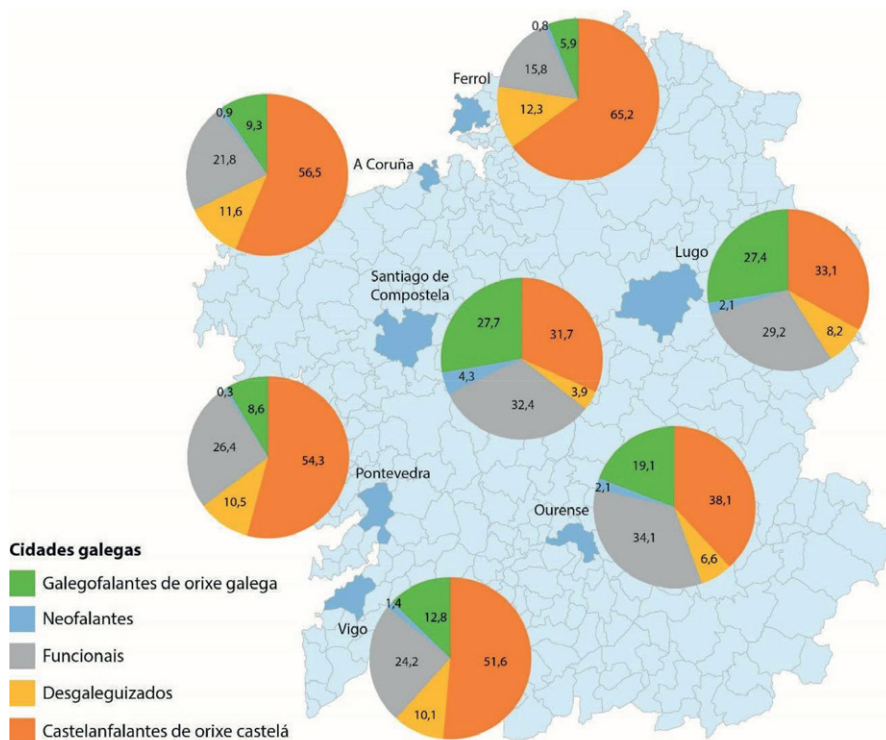 0,8
5,9
15,8
12,3
65,2
Ferrol
0,9
9,3
21,8
56,5
11,6
A Coruña
Lugo
27,4
33,1
2,1
29,2
8,2
Santiago de
Compostela
27,7
31,7
4,3
3,9
32,4
0,3
8,6
26,4
54,3
10,5
Pontevedra
19,1
2,1
38,1
34,1
6,6
Ourense
1,4
12,8
24,2
51,6
10,1
Vigo
Cidades galegas
Galegofalantes de orixe galega
Neofalantes
Funcionais
Desgaleguizados
Castelanfalantes de orixe castelá